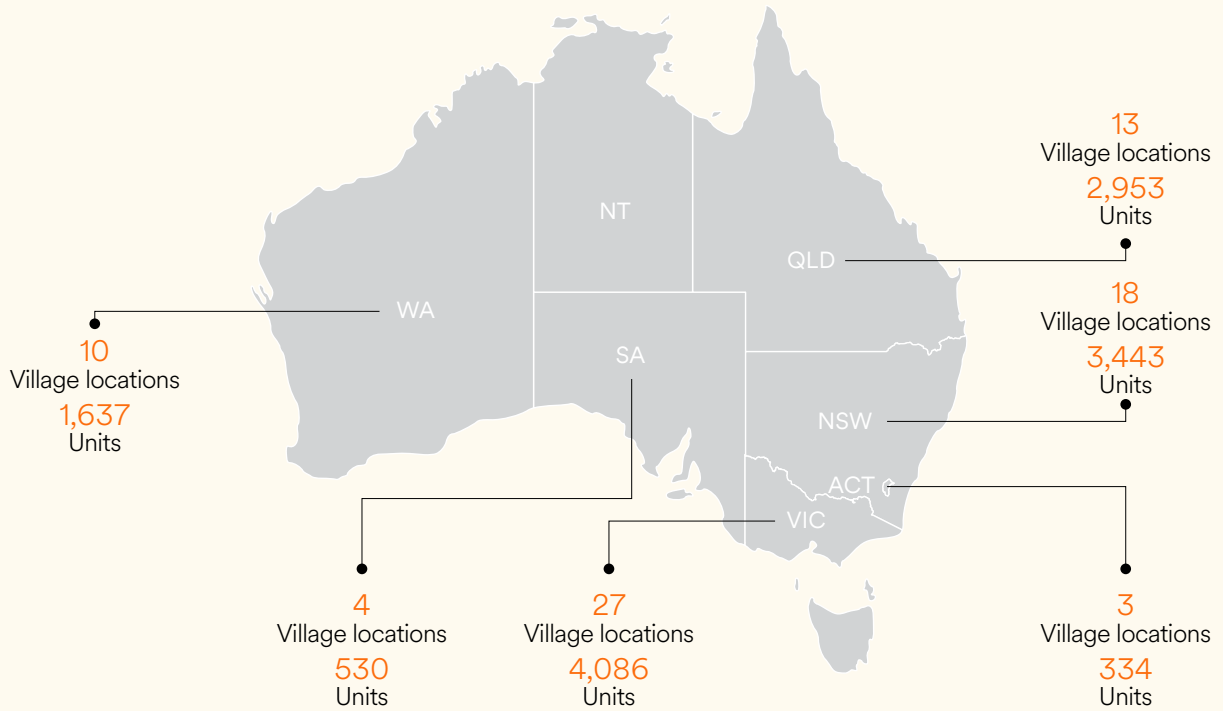 13
Village locations
2,953
Units
NT
QLD
18
Village locations
3,443
Units
WA
SA
10
Village locations
1,637
Units
NSW
ACT
VIC
4
Village locations
530
Units
27
Village locations
4,086
Units
3
Village locations
334
Units